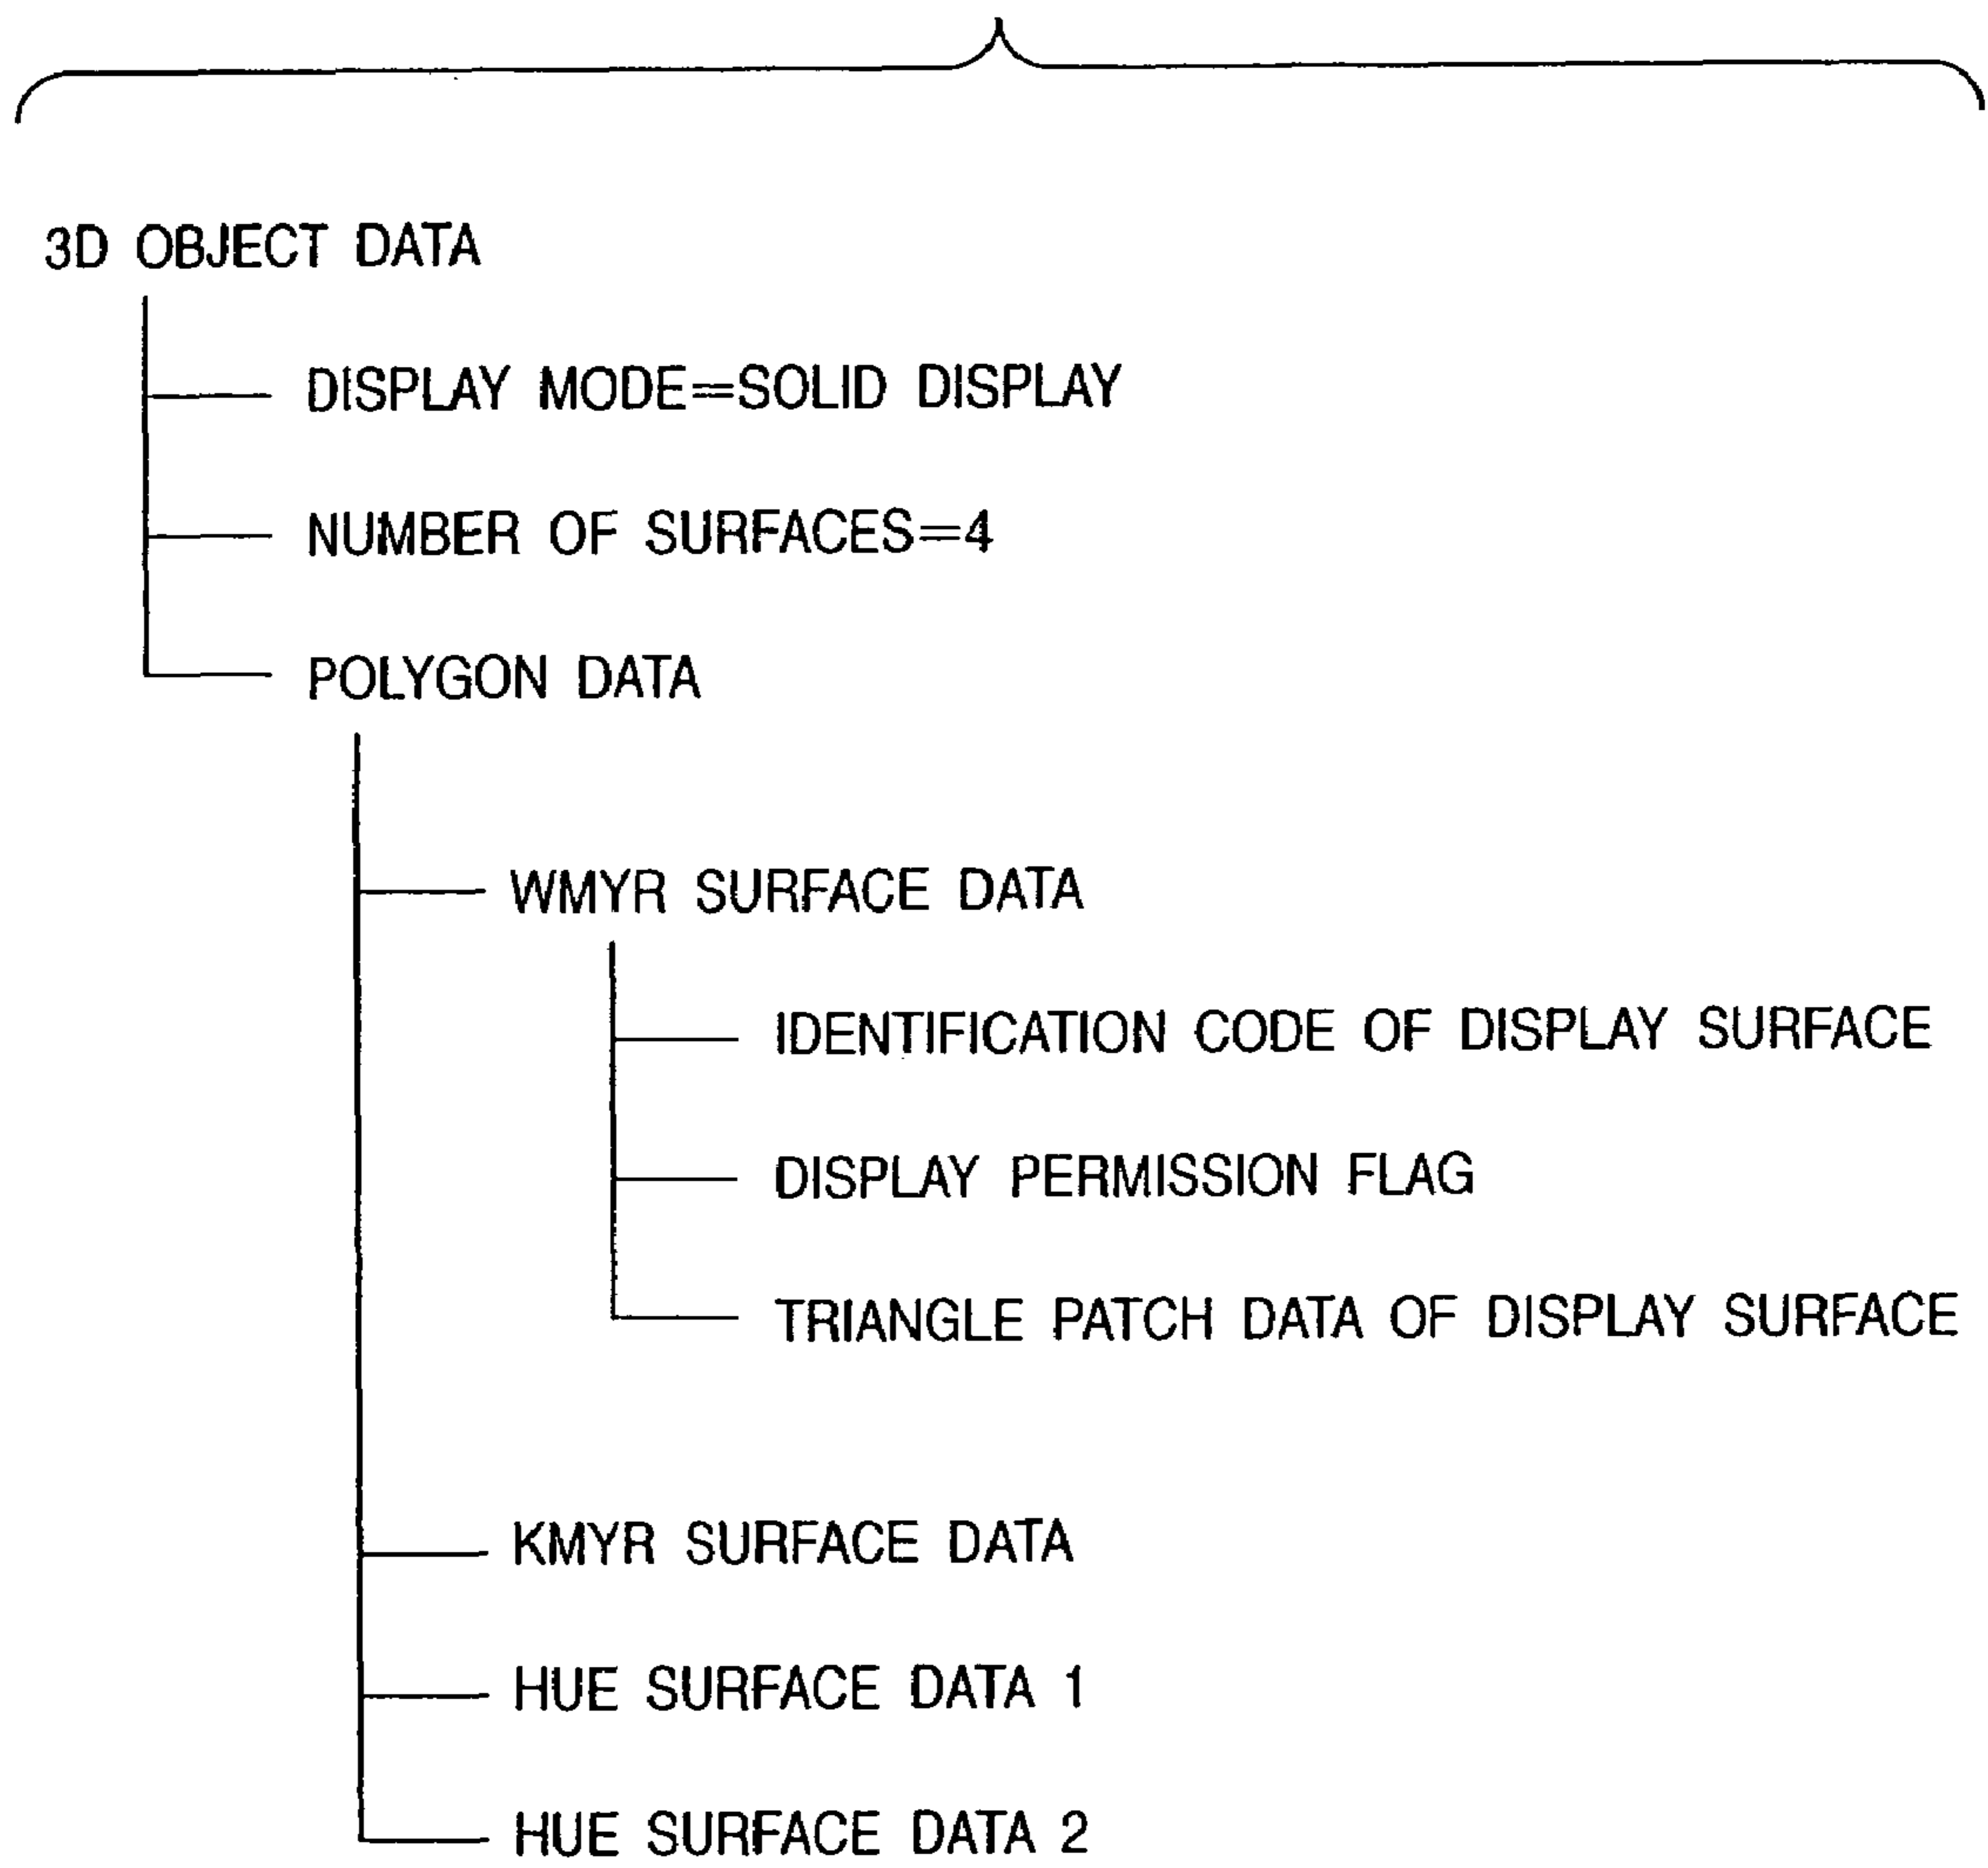 3D OBJECT DATA
DISPLAY MODE=SOLID DISPLAY
NUMBER OF SURFACES=4
POLYGON DATA
WMYR SURFACE DATA
IDENTIFICATION CODE OF DISPLAY SURFACE
DISPLAY PERMISSION FLAG
TRIANGLE PATCH DATA OF DISPLAY SURFACE
KMYR SURFACE DATA
HUE SURFACE DATA 1
HUE SURFACE DATA 2